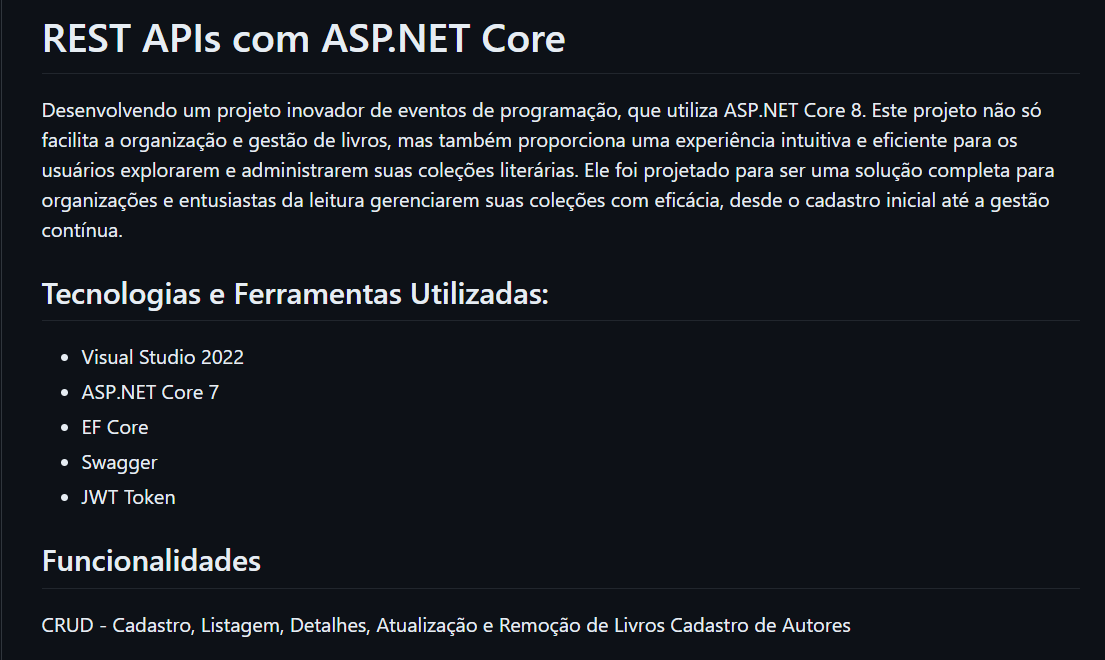 REST APIs com ASP.NET Core
Desenvolvendo um projeto inovador de eventos de programação, que utiliza ASP.NET Core 8. Este projeto não só
facilita a organização e gestão de livros, mas também proporciona uma experiência intuitiva e eficiente para os
usuários explorarem e administrarem suas coleções literárias. Ele foi projetado para ser uma solução completa para
organizações e entusiastas da leitura gerenciarem suas coleções com eficácia, desde o cadastro inicial até a gestão
contínua.
Tecnologias e Ferramentas Utilizadas:
• Visual Studio 2022
• ASP.NET Core 7
• EF Core
• Swagger
• JWT Token
Funcionalidades
CRUD - Cadastro, Listagem, Detalhes, Atualização e Remoção de Livros Cadastro de Autores